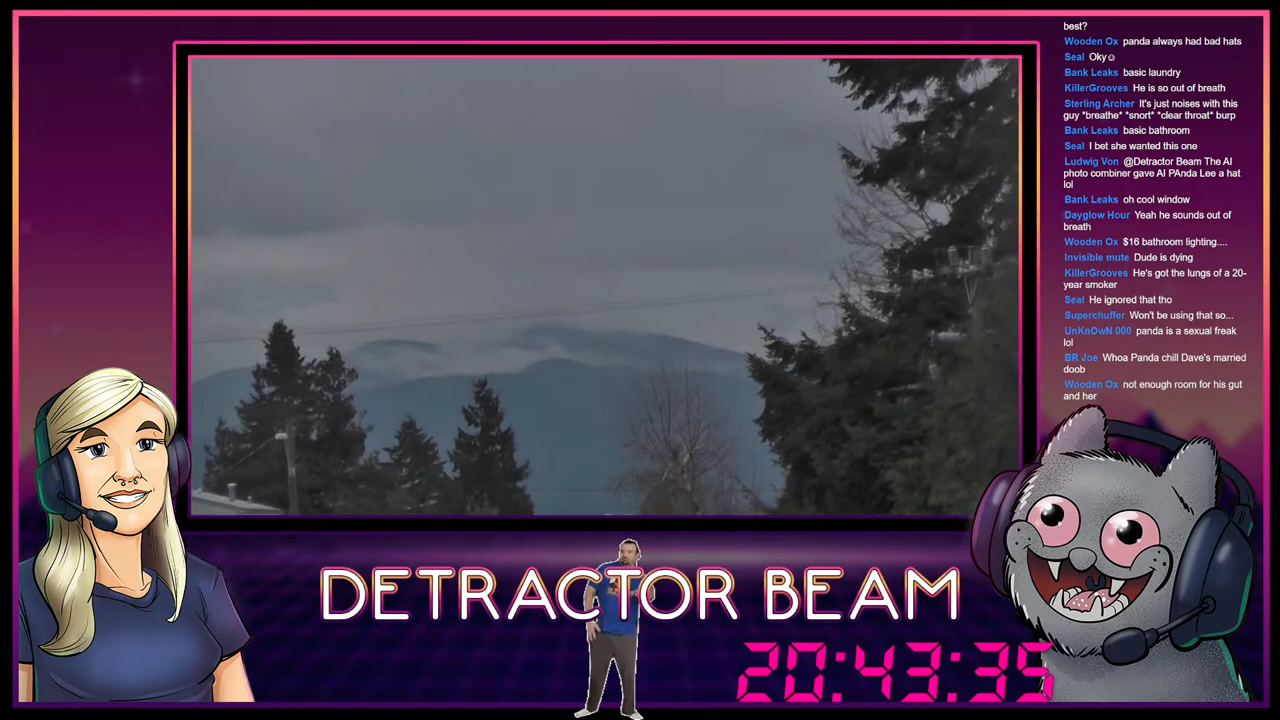 best?
Wooden Ox panda always had bad hats
Seal Oky☺
Bank Leaks basic laundry
KillerGrooves He is so out of breath
Sterling Archer It's just noises with this
guy *breathe* *snort* *clear throat* burp
Bank Leaks basic bathroom
Seal I bet she wanted this one
Ludwig Von @Detractor Beam The AI
photo combiner gave AI PAnda Lee a hat
lol
Bank Leaks oh cool window
Dayglow Hour Yeah he sounds out of
breath
Wooden Ox $16 bathroom lighting....
Invisible mute Dude is dying
KillerGrooves He's got the lungs of a 20-
year smoker
Seal He ignored that tho
Superchuffer Won't be using that so...
UnKnOwN 000 panda is a sexual freak
lol
BR Joe Whoa Panda chill Dave's married
doob
Wooden Ox not enough room for his gut
and her
DETRACTOR BEAM
20:43:35